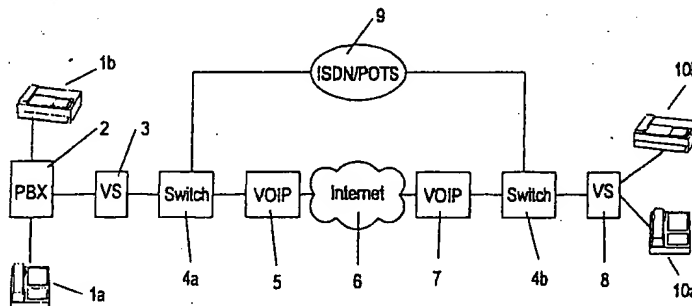 9
1b
ISDN/POTS
2
3
PBX
VS
Switch
VOIP
Internet
VOIP
Switch
VS
1a
4a
5
6
7
4b
8
10a